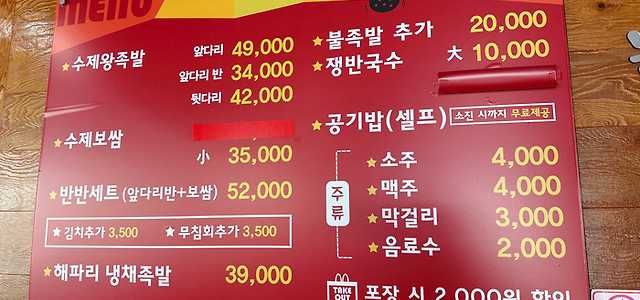 menu
수제왕족발
앞다리 49,000
앞다리 반 34,000
뒷다리 42,000
수제보쌈
小 35,000
반반세트 (앞다리반+보쌈) 52,000
김치추가 3,500 무침회추가 3,500
해파리 냉채족발 39,000
불족발 추가 20,000
쟁반국수 大 10,000
공기밥(셀프) 소진 시까지 무료제공
주류
소주 4,000
맥주 4,000
막걸리 3,000
음료수 2,000
TAKE OUT 포장 시 2,000원 할인